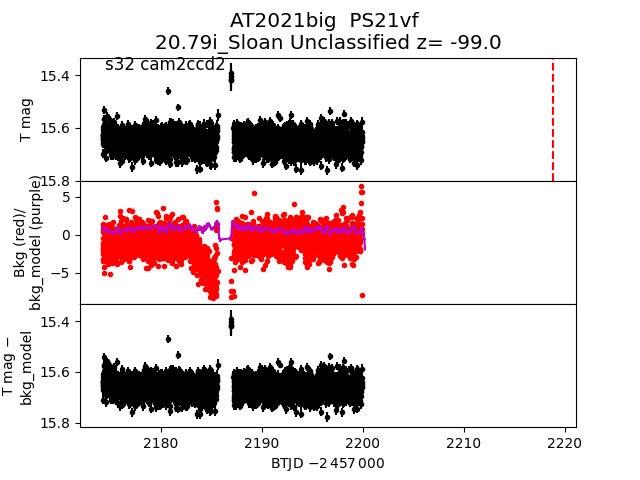 AT2021big  PS21vf
20.79i_Sloan Unclassified z= -99.0
s32 cam2ccd2
15.4
15.6
15.8
T mag
5
0
−5
Bkg (red)/
bkg_model (purple)
15.4
15.6
15.8
T mag −
bkg_model
2180
2190
2200
2210
2220
BTJD −2 457 000